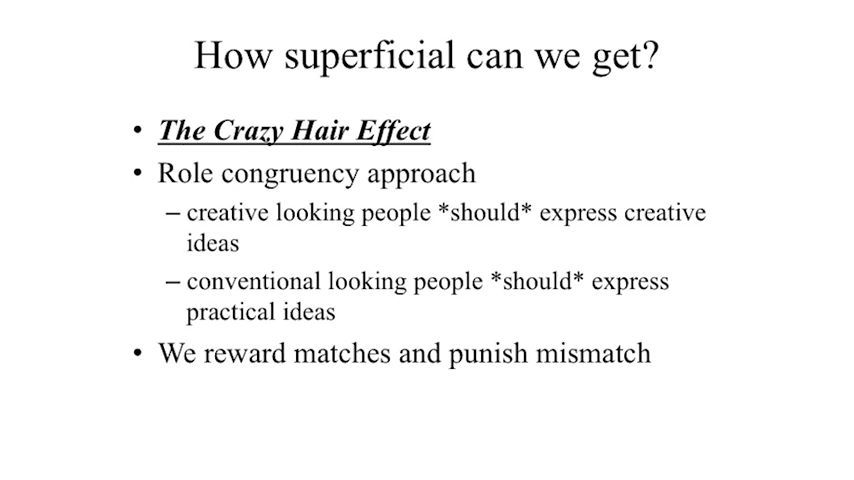 How superficial can we get?
• The Crazy Hair Effect
• Role congruency approach
– creative looking people *should* express creative
ideas
– conventional looking people *should* express
practical ideas
• We reward matches and punish mismatch